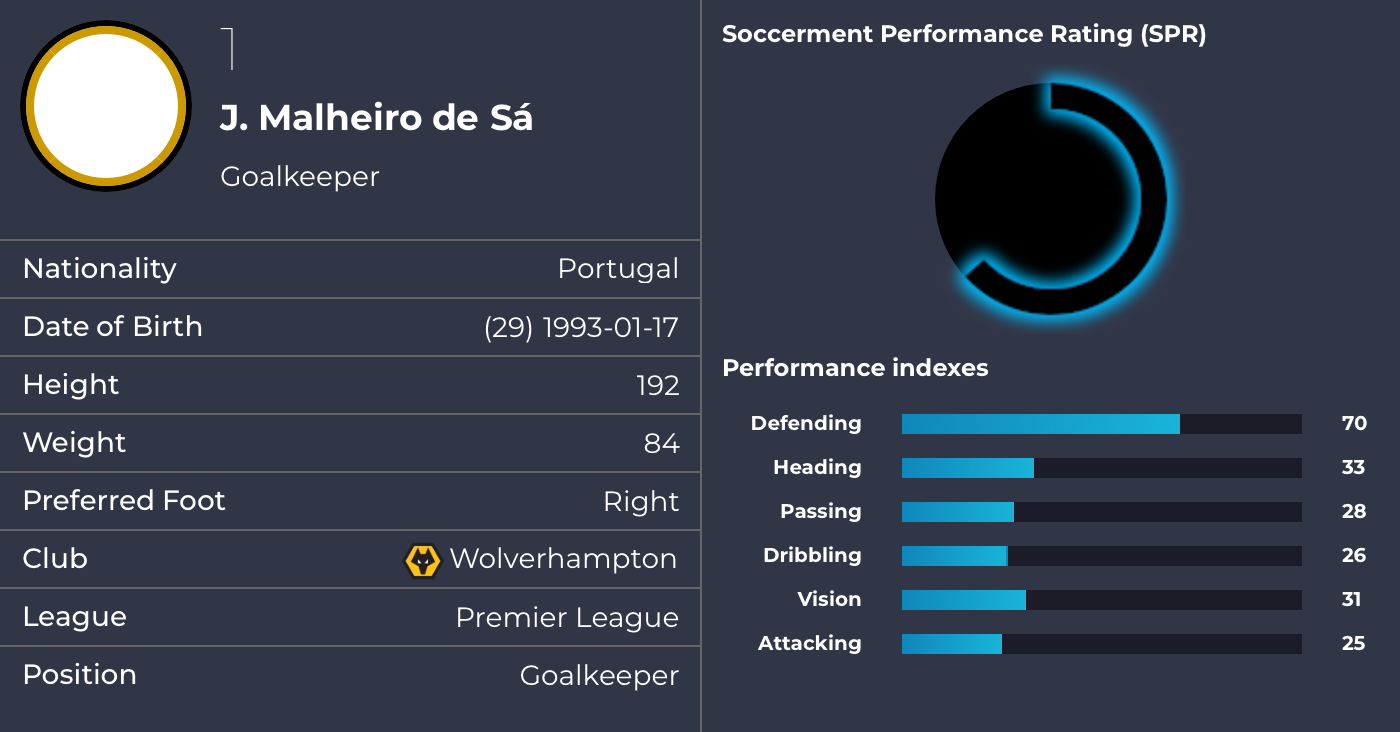 1
J. Malheiro de Sá
Goalkeeper
Nationality Portugal
Date of Birth (29) 1993-01-17
Height 192
Weight 84
Preferred Foot Right
Club Wolverhampton
League Premier League
Position Goalkeeper
Soccerment Performance Rating (SPR)
Performance indexes
Defending 70
Heading 33
Passing 28
Dribbling 26
Vision 31
Attacking 25